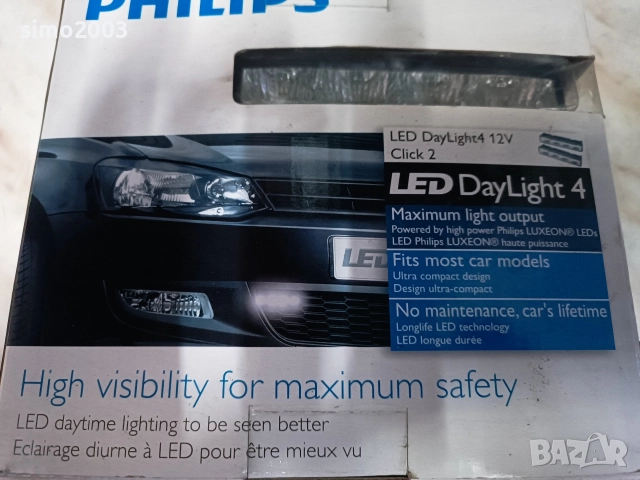 simo2003
PHILIPS
LED DayLight4 12V
Click 2
LED DayLight 4
Maximum light output
Powered by high power Philips LUXEON® LEDs
LED Philips LUXEON® haute puissance
Fits most car models
Ultra compact design
Design ultra-compact
No maintenance, car's lifetime
Longlife LED technology
LED longue durée
LED
High visibility for maximum safety
LED daytime lighting to be seen better
Eclairage diurne à LED pour être mieux vu
BAZAR